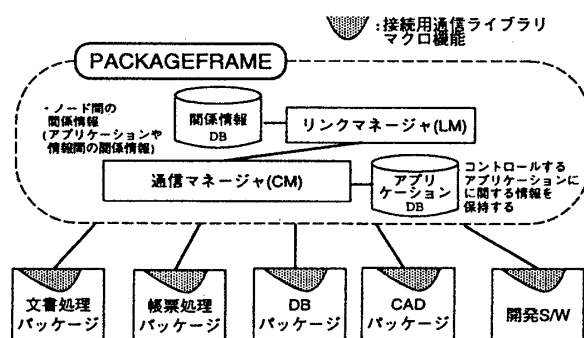 :接続用通信ライブラリ
マクロ機能
PACKAGEFRAME
・ノード間の
関係情報
(アプリケーションや
情報間の関係情報)
関係情報
DB
リンクマネージャ(LM)
通信マネージャ(CM)
アプリ
ケーション
DB
コントロールする
アプリケーションに
に関する情報を
保持する
文書処理
パッケージ
帳票処理
パッケージ
DB
パッケージ
CAD
パッケージ
開発S/W